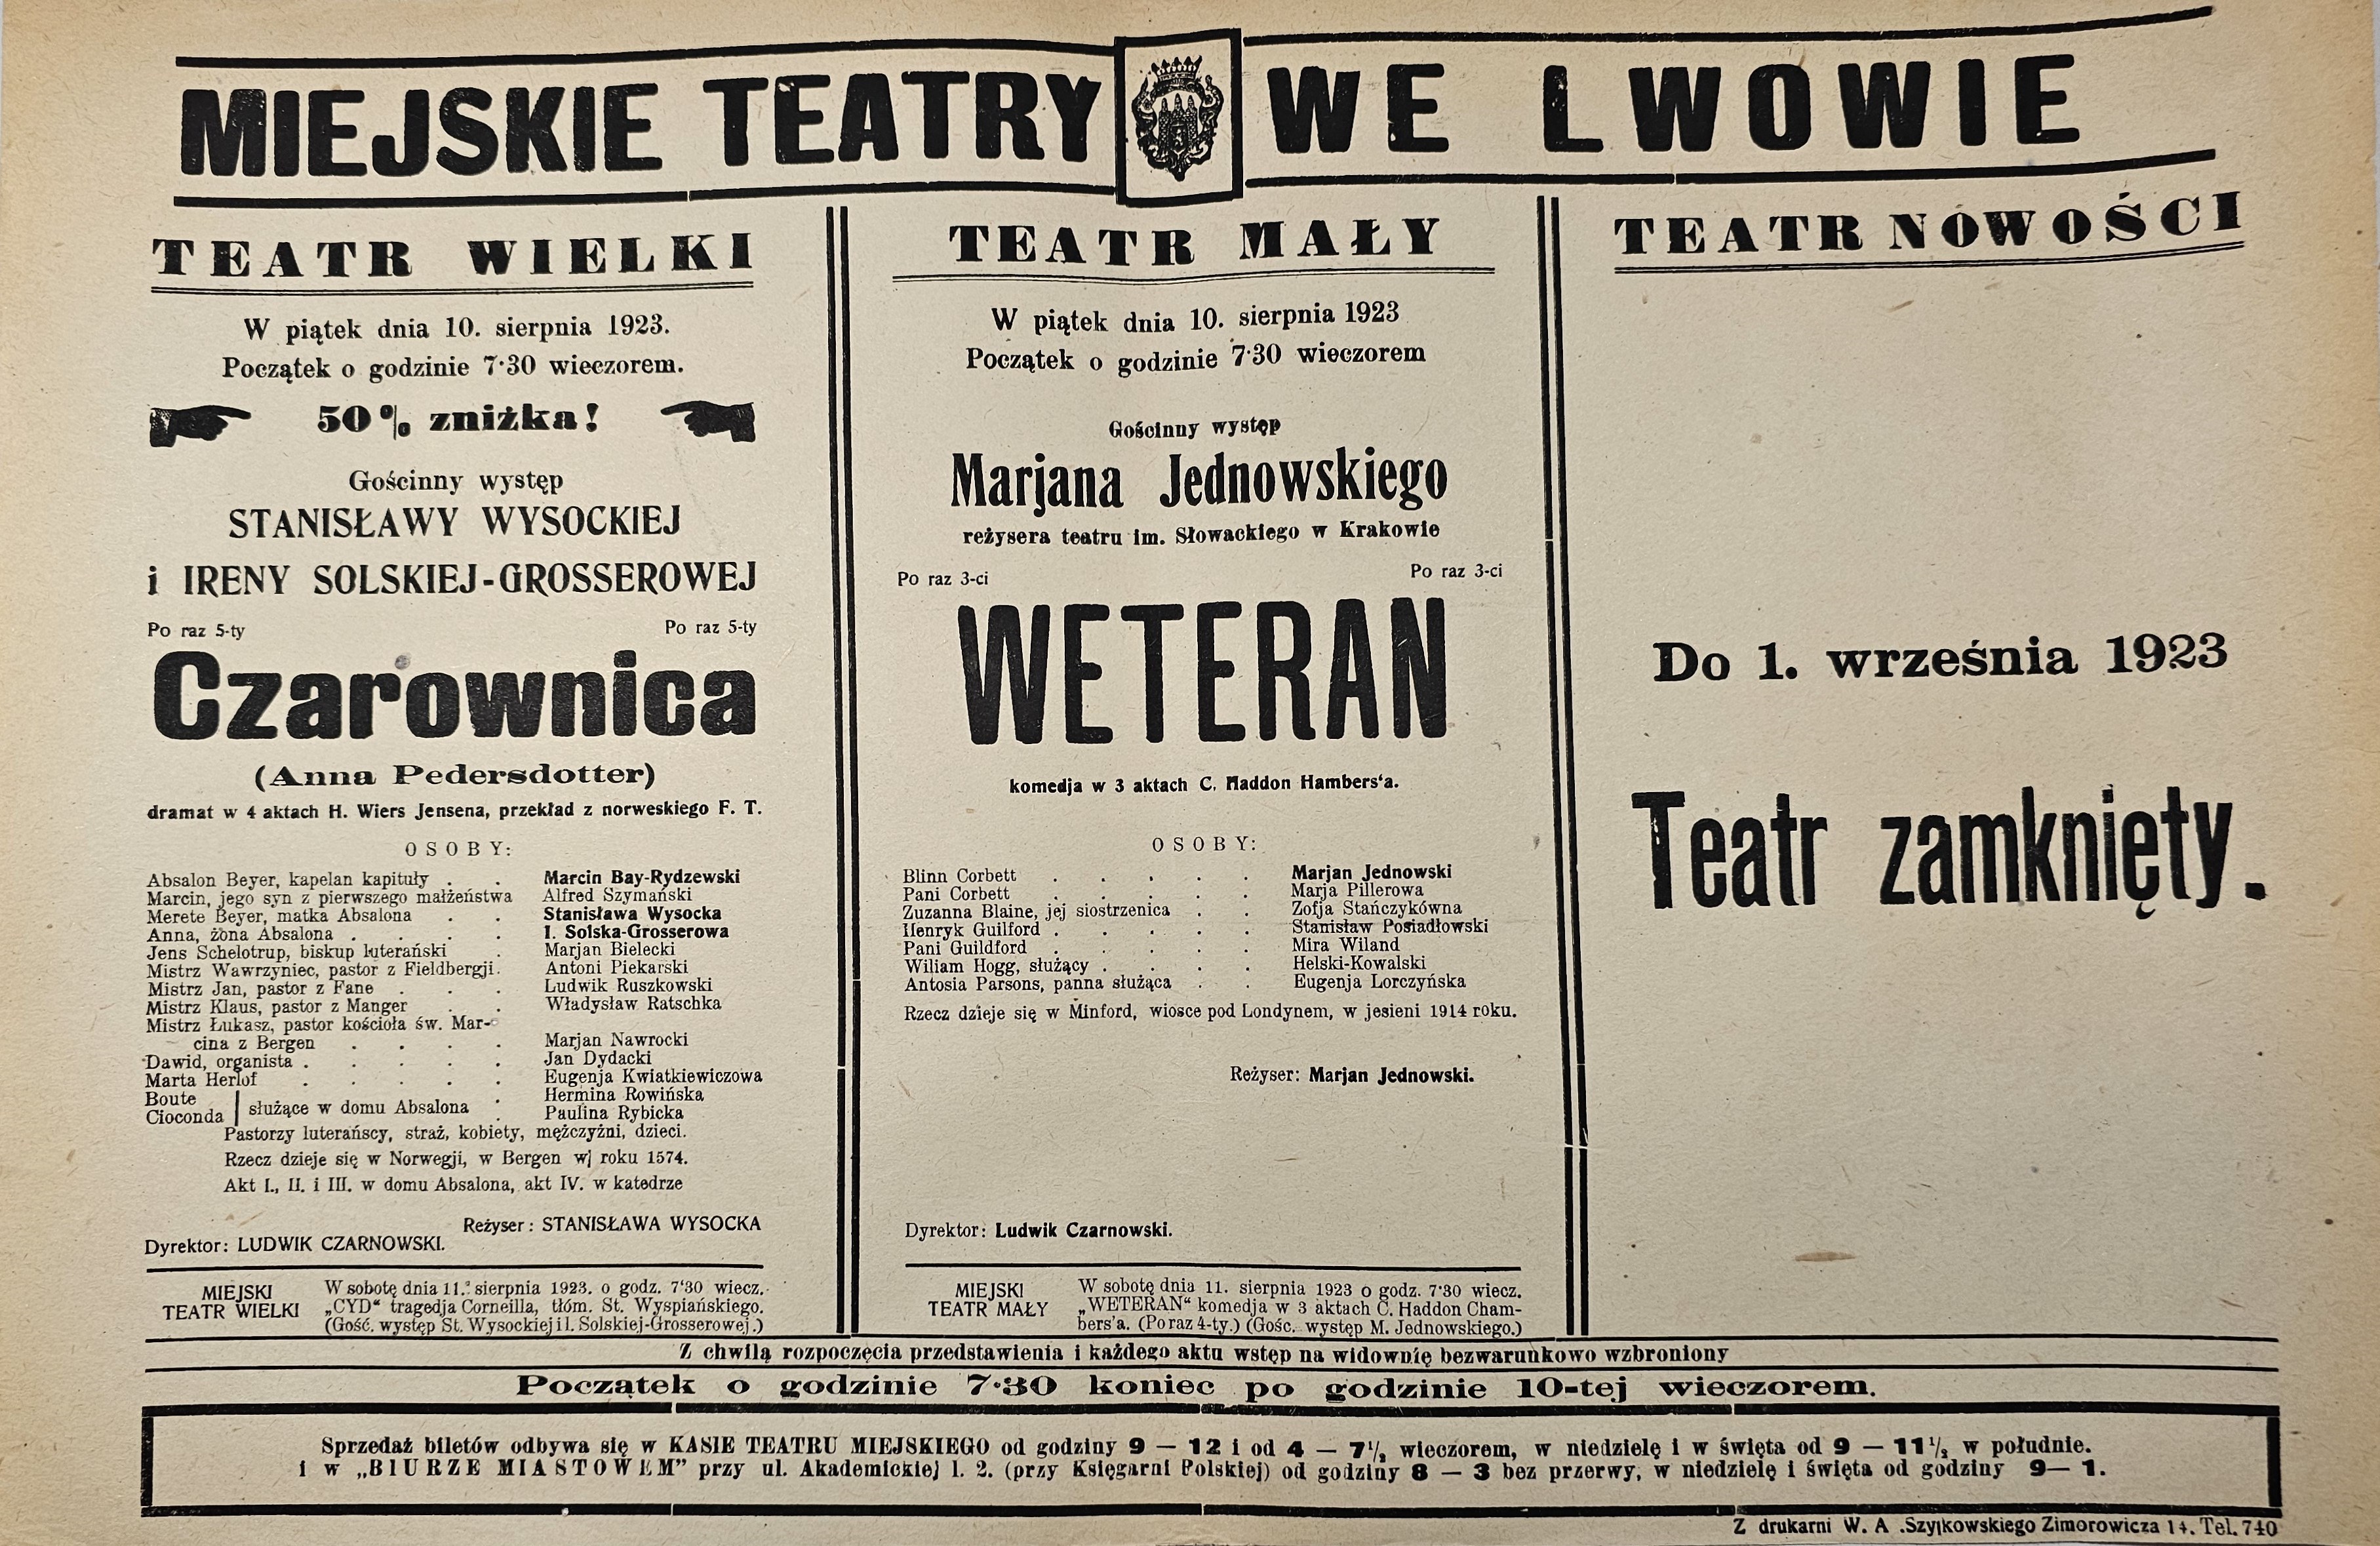 MIEJSKIE TEATRY WE LWOWIE
TEATR WIELKI
W piątek dnia 10. sierpnia 1923.
Początek o godzinie 7·30 wieczorem.
50% zniżka!
Gościnny występ
STANISŁAWY WYSOCKIEJ
i IRENY SOLSKIEJ-GROSSEROWEJ
Po raz 5-ty Po raz 5-ty
Czarownica
(Anna Pedersdotter)
dramat w 4 aktach H. Wiers Jensena, przekład z norweskiego F. T.
OSOBY:
Absalon Beyer, kapelan kapituły . . Marcin Bay-Rydzewski
Marcin, jego syn z pierwszego małżeństwa Alfred Szymański
Merete Beyer, matka Absalona . . Stanisława Wysocka
Anna, żona Absalona . . . . I. Solska-Grosserowa
Jens Schelotrup, biskup luterański . Marjan Bielecki
Mistrz Wawrzyniec, pastor z Fieldbergji. Antoni Piekarski
Mistrz Jan, pastor z Fane . . . Ludwik Ruszkowski
Mistrz Klaus, pastor z Manger . . Władysław Ratschka
Mistrz Łukasz, pastor kościoła św. Mar-
cina z Bergen . . . . Marjan Nawrocki
Dawid, organista . . . . . Jan Dydacki
Marta Herlof . . . . . Eugenja Kwiatkiewiczowa
Boute . Hermina Rowińska
służące w domu Absalona
Cioconda . Paulina Rybicka
Pastorzy luterańscy, straż, kobiety, mężczyźni, dzieci.
Rzecz dzieje się w Norwegji, w Bergen w roku 1574.
Akt I., II. i III. w domu Absalona, akt IV. w katedrze
Reżyser: STANISŁAWA WYSOCKA
Dyrektor: LUDWIK CZARNOWSKI.
MIEJSKI
TEATR WIELKI
W sobotę dnia 11. sierpnia 1923. o godz. 7'30 wiecz.
„CYD“ tragedja Corneilla, tłóm. St. Wyspiańskiego.
(Gość. występ St. Wysockiej i I. Solskiej-Grosserowej.)
TEATR MAŁY
W piątek dnia 10. sierpnia 1923
Początek o godzinie 7·30 wieczorem
Gościnny występ
Marjana Jednowskiego
reżysera teatru im. Słowackiego w Krakowie
Po raz 3-ci Po raz 3-ci
WETERAN
komedja w 3 aktach C. Haddon Hambers‘a.
OSOBY:
Blinn Corbett . . . . . Marjan Jednowski
Pani Corbett . . . . . Marja Pillerowa
Zuzanna Blaine, jej siostrzenica . . Zofja Stańczykówna
Henryk Guilford . . . . . Stanisław Posiadłowski
Pani Guildford . . . . Mira Wiland
Wiliam Hogg, służący . . . . Helski-Kowalski
Antosia Parsons, panna służąca . . Eugenja Lorczyńska
Rzecz dzieje się w Minford, wiosce pod Londynem, w jesieni 1914 roku.
Reżyser: Marjan Jednowski.
Dyrektor: Ludwik Czarnowski.
MIEJSKI
TEATR MAŁY
W sobotę dnia 11. sierpnia 1923 o godz. 7·30 wiecz.
„WETERAN“ komedja w 3 aktach C. Haddon Cham-
bers'a. (Po raz 4-ty.) (Gośc. występ M. Jednowskiego.)
TEATR NOWOŚCI
Do 1. września 1923
Teatr zamknięty.
Z chwilą rozpoczęcia przedstawienia i każdego aktu wstęp na widownię bezwarunkowo wzbroniony
Początek o godzinie 7·30 koniec po godzinie 10-tej wieczorem.
Sprzedaż biletów odbywa się w KASIE TEATRU MIEJSKIEGO od godziny 9 — 12 i od 4 — 7½ wieczorem, w niedzielę i w święta od 9 — 11½ w południe.
i w „BIURZE MIASTOWEM” przy ul. Akademickiej l. 2. (przy Księgarni Polskiej) od godziny 8 — 3 bez przerwy, w niedzielę i święta od godziny 9— 1.
Z drukarni W. A .Szyjkowskiego Zimorowicza 14. Tel. 740